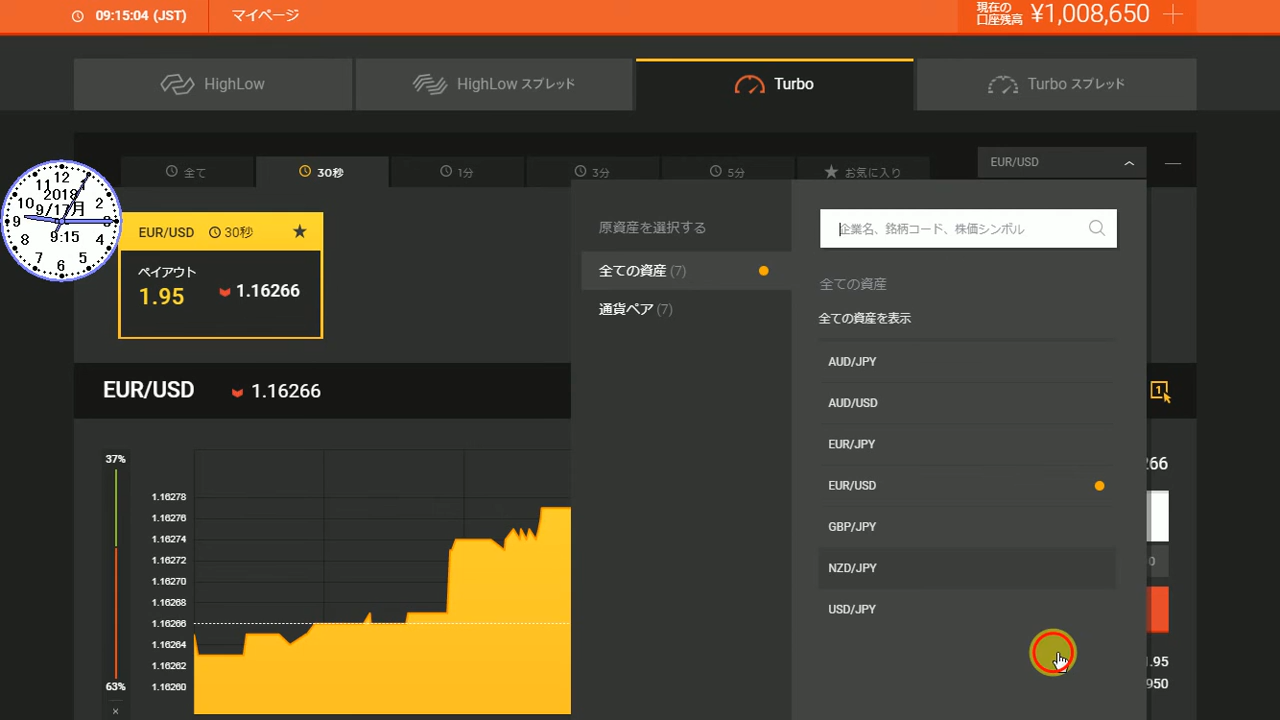 09:15:04 (JST)
マイページ
現在の
口座残高
¥1,008,650
HighLow
HighLow スプレッド
Turbo
Turbo スプレッド
全て
30秒
1分
3分
5分
お気に入り
EUR/USD
12
11
1
10
2
9
3
8
4
7
5
6
2018
9/17月
9:15
EUR/USD
30秒
ペイアウト
1.95
1.16266
原資産を選択する
全ての資産 (7)
通貨ペア (7)
企業名、銘柄コード、株価シンボル
全ての資産
全ての資産を表示
AUD/JPY
AUD/USD
EUR/JPY
EUR/USD
GBP/JPY
NZD/JPY
USD/JPY
EUR/USD
1.16266
1
37%
1.16278
1.16276
1.16274
1.16272
1.16270
1.16268
1.16266
1.16264
1.16262
1.16260
63%
266
0
.95
950